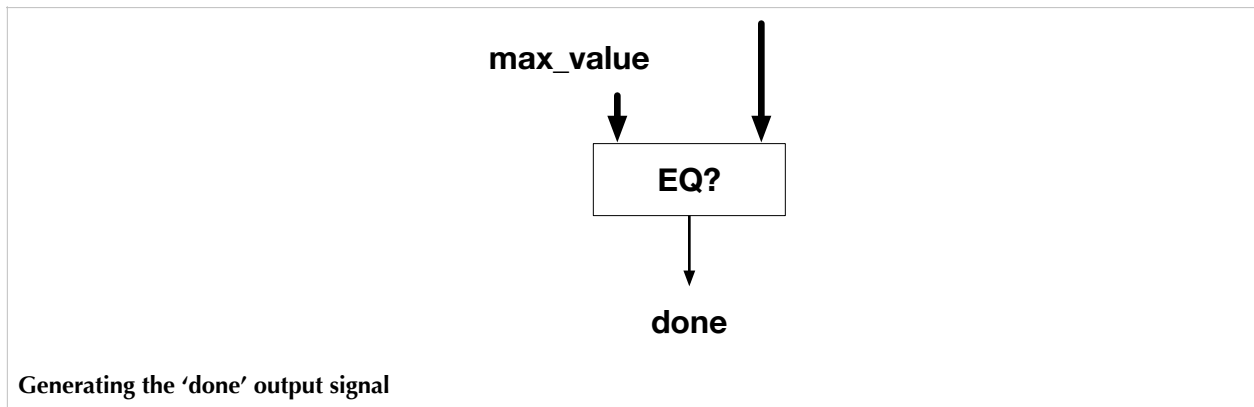 max_value
EQ?
done
Generating the ‘done’ output signal